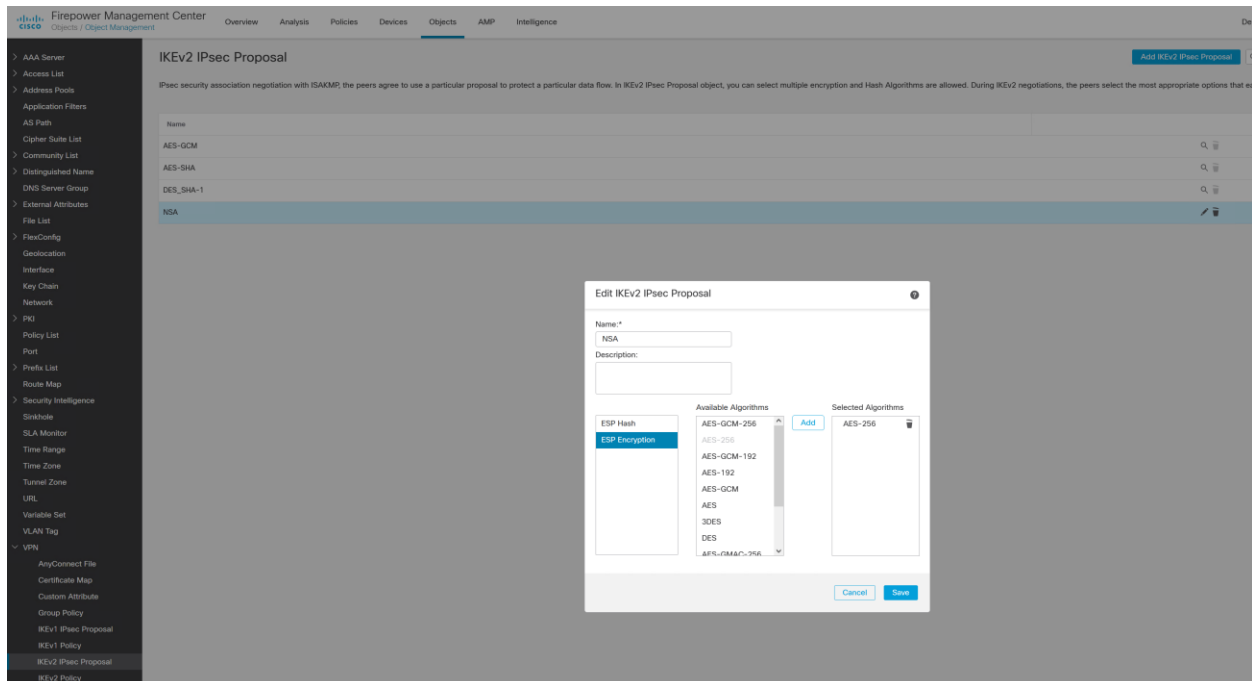 Firepower Management Center
CISCO Objects / Object Management
Overview Analysis Policies Devices Objects AMP Intelligence De
AAA Server
Access List
Address Pools
Application Filters
AS Path
Cipher Suite List
Community List
Distinguished Name
DNS Server Group
External Attributes
File List
FlexConfig
Geolocation
Interface
Key Chain
Network
PKI
Policy List
Port
Prefix List
Route Map
Security Intelligence
Sinkhole
SLA Monitor
Time Range
Time Zone
Tunnel Zone
URL
Variable Set
VLAN Tag
VPN
AnyConnect File
Certificate Map
Custom Attribute
Group Policy
IKEv1 IPsec Proposal
IKEv1 Policy
IKEv2 IPsec Proposal
IKEv2 Policy
IKEv2 IPsec Proposal
Add IKEv2 IPsec Proposal
IPsec security association negotiation with ISAKMP, the peers agree to use a particular proposal to protect a particular data flow. In IKEv2 IPsec Proposal object, you can select multiple encryption and Hash Algorithms are allowed. During IKEv2 negotiations, the peers select the most appropriate options that ea
Name
AES-GCM
AES-SHA
DES_SHA-1
NSA
Edit IKEv2 IPsec Proposal
Name:*
NSA
Description:
ESP Hash
ESP Encryption
Available Algorithms
AES-GCM-256
AES-256
AES-GCM-192
AES-192
AES-GCM
AES
3DES
DES
AES-GMAC-256
Add
Selected Algorithms
AES-256
Cancel Save